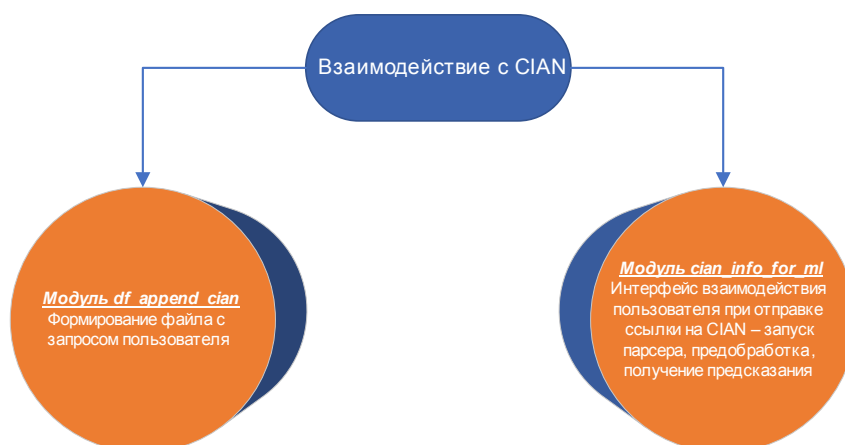 Взаимодействие с CIAN
Модуль df_append_cian
Формирование файла с
запросом пользователя
Модуль cian_info_for_ml
Интерфейс взаимодействия
пользователя при отправке
ссылки на CIAN – запуск
парсера, предобработка,
получение предсказания